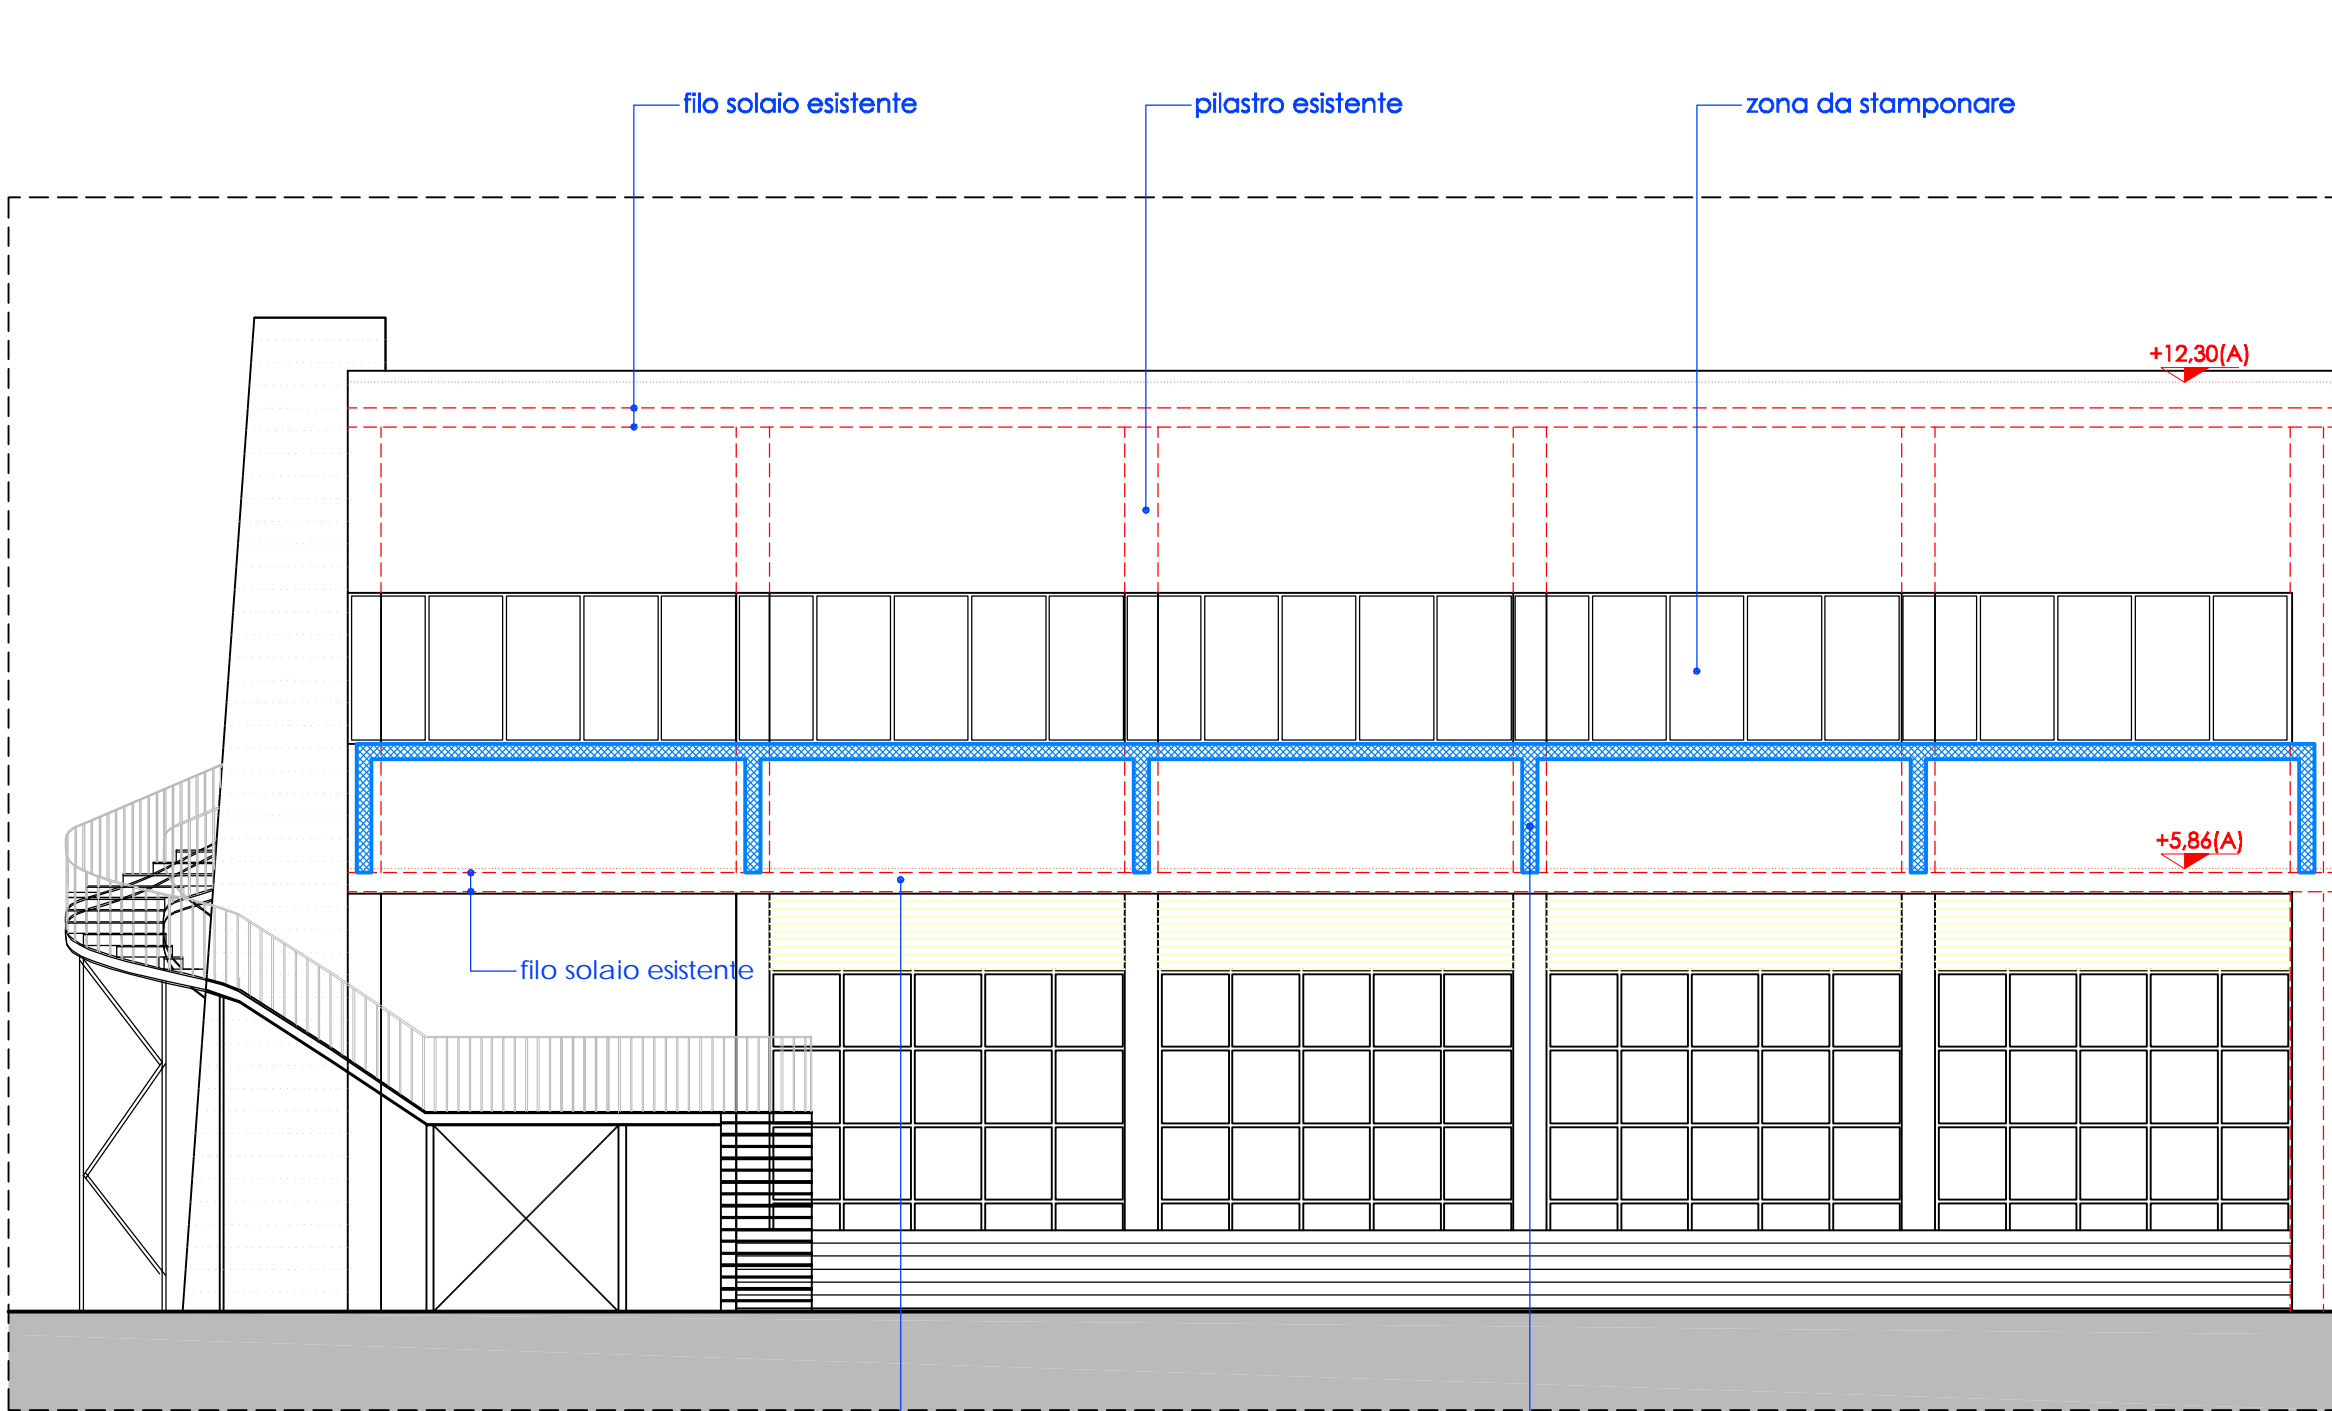 filo solaio esistente
pilastro esistente
zona da stamponare
+12,30(A)
+5,86(A)
filo solaio esistente